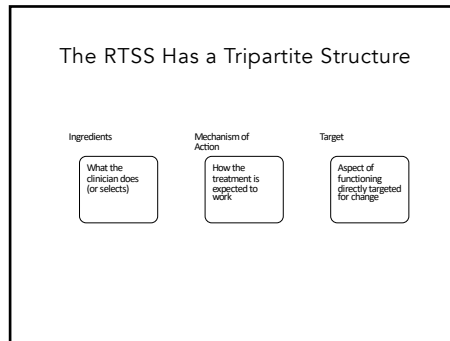 The RTSS Has a Tripartite Structure
Ingredients
What the
clinician does
(or selects)
Mechanism of
Action
How the
treatment is
expected to
work
Target
Aspect of
functioning
directly targeted
for change